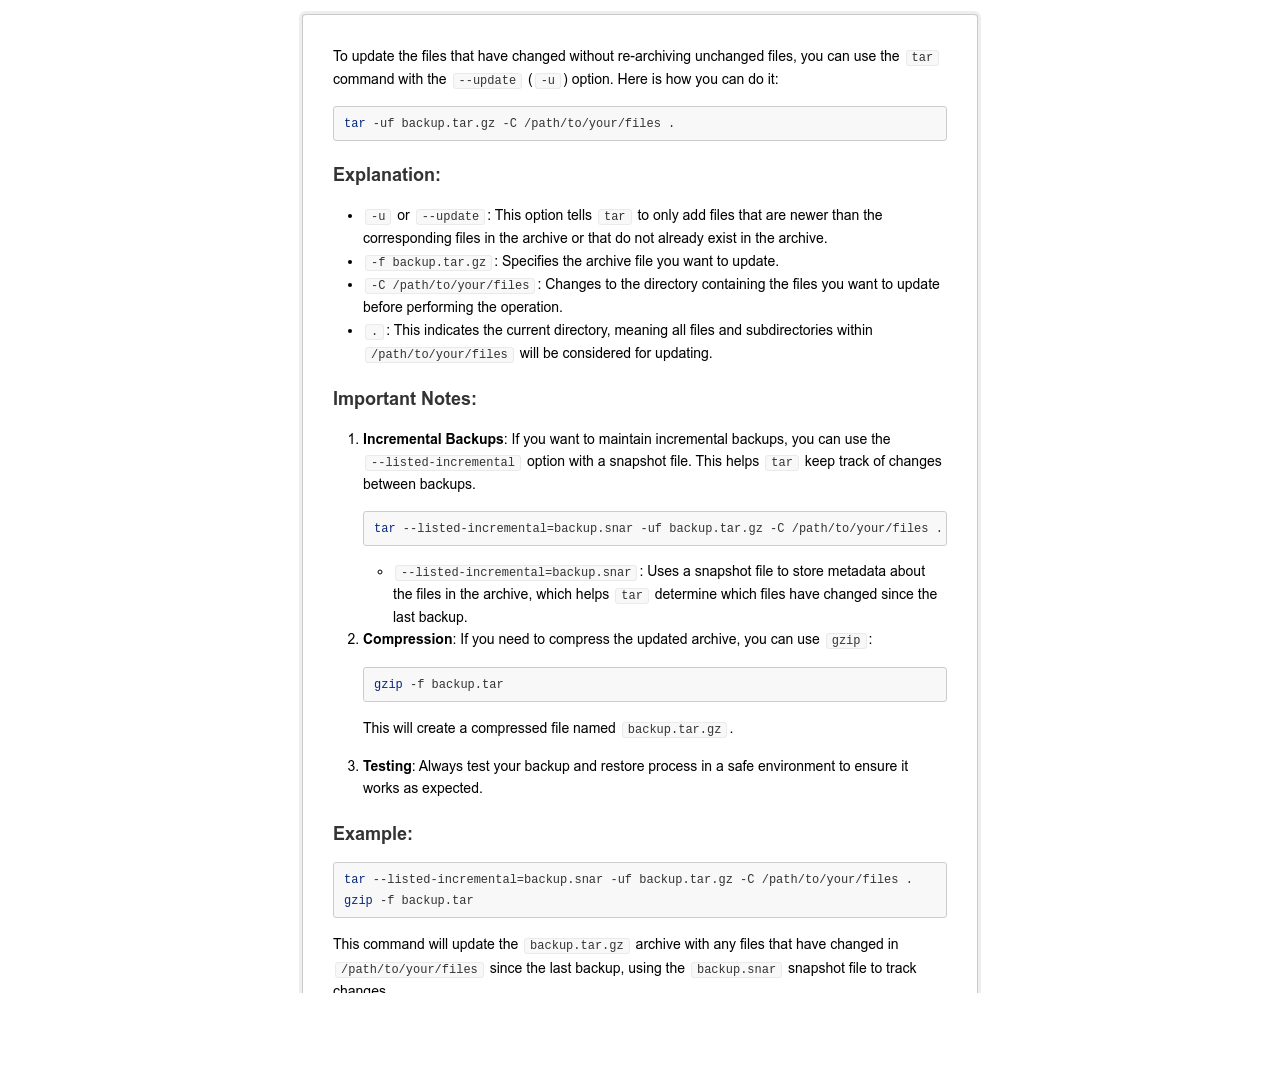 To update the files that have changed without re-archiving unchanged files, you can use the tar
command with the --update (-u) option. Here is how you can do it:
tar -uf backup.tar.gz -C /path/to/your/files .
Explanation:
• -u or --update: This option tells tar to only add files that are newer than the
corresponding files in the archive or that do not already exist in the archive.
• -f backup.tar.gz: Specifies the archive file you want to update.
• -C /path/to/your/files: Changes to the directory containing the files you want to update
before performing the operation.
• .: This indicates the current directory, meaning all files and subdirectories within
/path/to/your/files will be considered for updating.
Important Notes:
1. Incremental Backups: If you want to maintain incremental backups, you can use the
--listed-incremental option with a snapshot file. This helps tar keep track of changes
between backups.
tar --listed-incremental=backup.snar -uf backup.tar.gz -C /path/to/your/files .
◦ --listed-incremental=backup.snar: Uses a snapshot file to store metadata about
the files in the archive, which helps tar determine which files have changed since the
last backup.
2. Compression: If you need to compress the updated archive, you can use gzip:
gzip -f backup.tar
This will create a compressed file named backup.tar.gz.
3. Testing: Always test your backup and restore process in a safe environment to ensure it
works as expected.
Example:
tar --listed-incremental=backup.snar -uf backup.tar.gz -C /path/to/your/files .
gzip -f backup.tar
This command will update the backup.tar.gz archive with any files that have changed in
/path/to/your/files since the last backup, using the backup.snar snapshot file to track
changes.